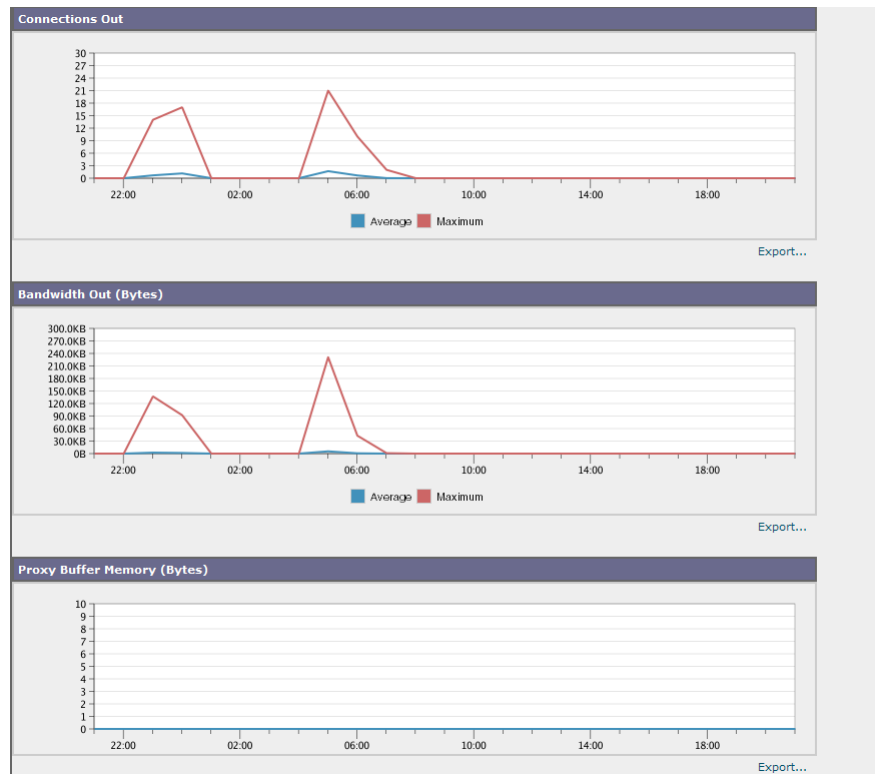 Connections Out
30
27
24
21
18
15
12
9
6
3
0
22:00 02:00 06:00 10:00 14:00 18:00
Average Maximum
Export...
Bandwidth Out (Bytes)
300.0KB
270.0KB
240.0KB
210.0KB
180.0KB
150.0KB
120.0KB
90.0KB
60.0KB
30.0KB
0B
22:00 02:00 06:00 10:00 14:00 18:00
Average Maximum
Export...
Proxy Buffer Memory (Bytes)
10
9
8
7
6
5
4
3
2
1
0
22:00 02:00 06:00 10:00 14:00 18:00
Export...